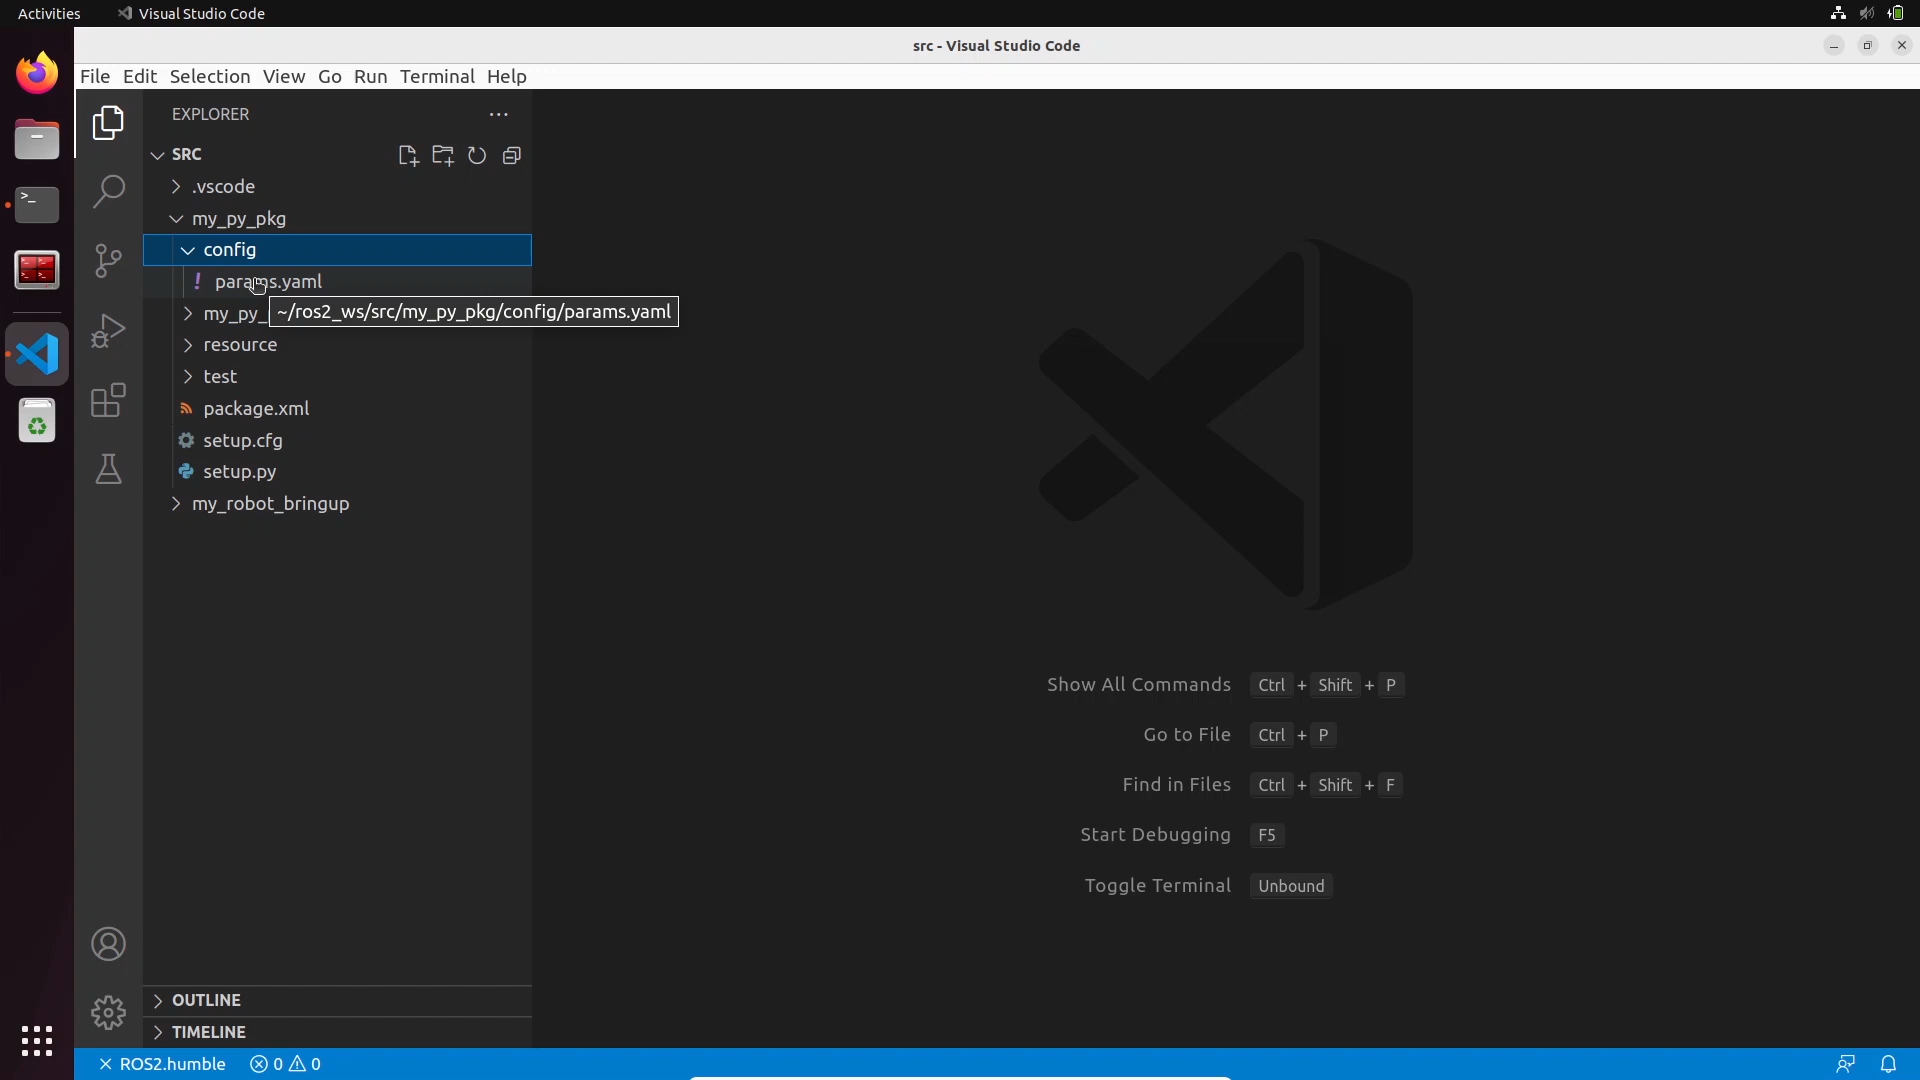 Activities Visual Studio Code
src - Visual Studio Code
File Edit Selection View Go Run Terminal Help
EXPLORER
SRC
.vscode
my_py_pkg
config
params.yaml
~/ros2_ws/src/my_py_pkg/config/params.yaml
my_py_
resource
test
package.xml
setup.cfg
setup.py
my_robot_bringup
Show All Commands Ctrl + Shift + P
Go to File Ctrl + P
Find in Files Ctrl + Shift + F
Start Debugging F5
Toggle Terminal Unbound
OUTLINE
TIMELINE
ROS2.humble 0 0